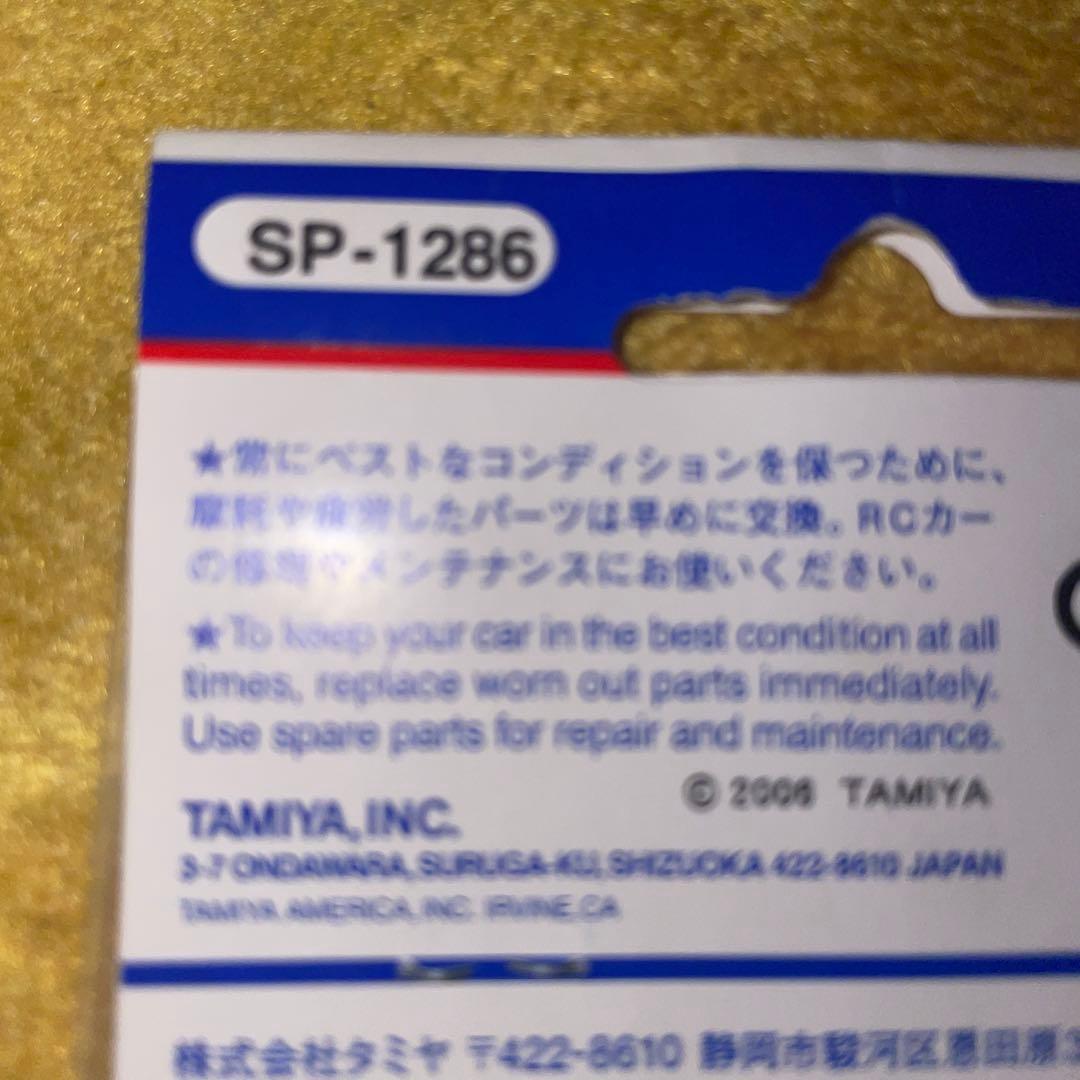 SP-1286
★常にベストなコンディションを保つために、
摩耗や疲労したパーツは早めに交換。RCカー
の修理やメンテナンスにお使いください。
★To keep your car in the best condition at all
times, replace worn out parts immediately.
Use spare parts for repair and maintenance.
© 2006 TAMIYA
TAMIYA, INC.
3-7 ONDAWARA, SURUGA-KU, SHIZUOKA 422-8610 JAPAN
TAMIYA AMERICA, INC. IRVINE, CA
株式会社タミヤ 〒422-8610 静岡市駿河区恩田原